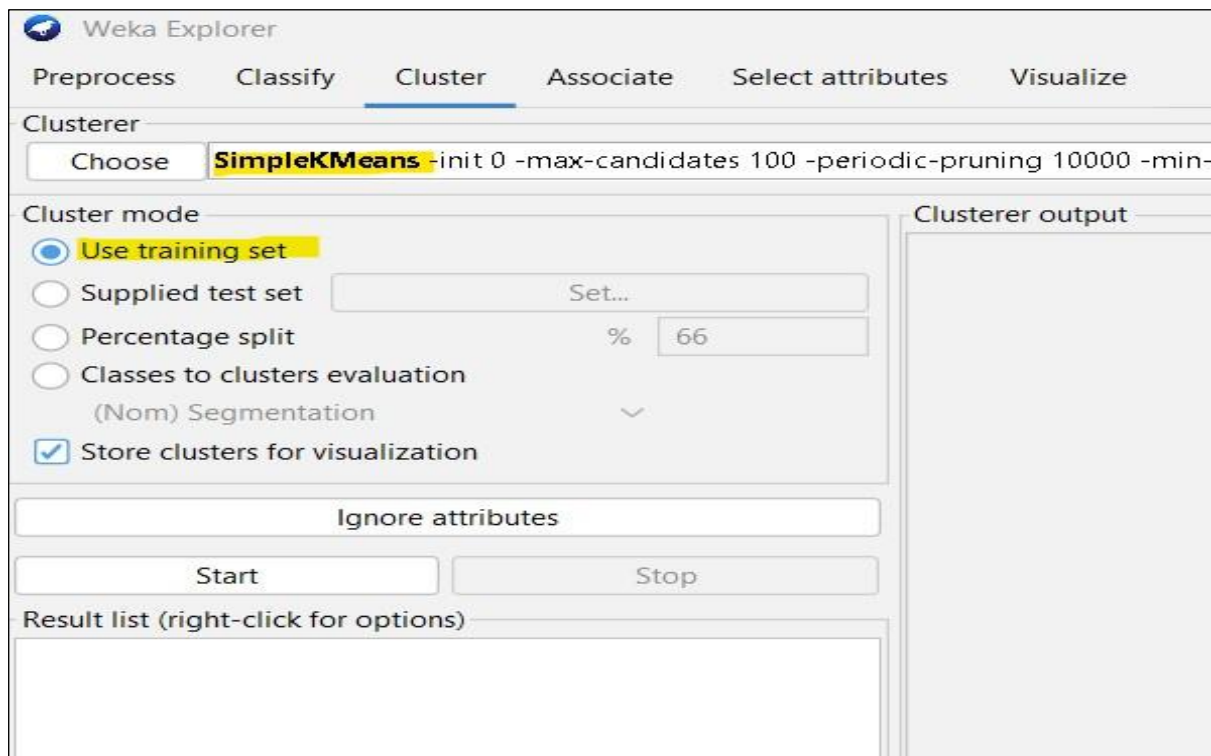 Weka Explorer
Preprocess Classify Cluster Associate Select attributes Visualize
Clusterer
Choose SimpleKMeans -init 0 -max-candidates 100 -periodic-pruning 10000 -min-
Cluster mode
Use training set
Supplied test set Set...
Percentage split % 66
Classes to clusters evaluation
(Nom) Segmentation
Store clusters for visualization
Ignore attributes
Start Stop
Result list (right-click for options)
Clusterer output